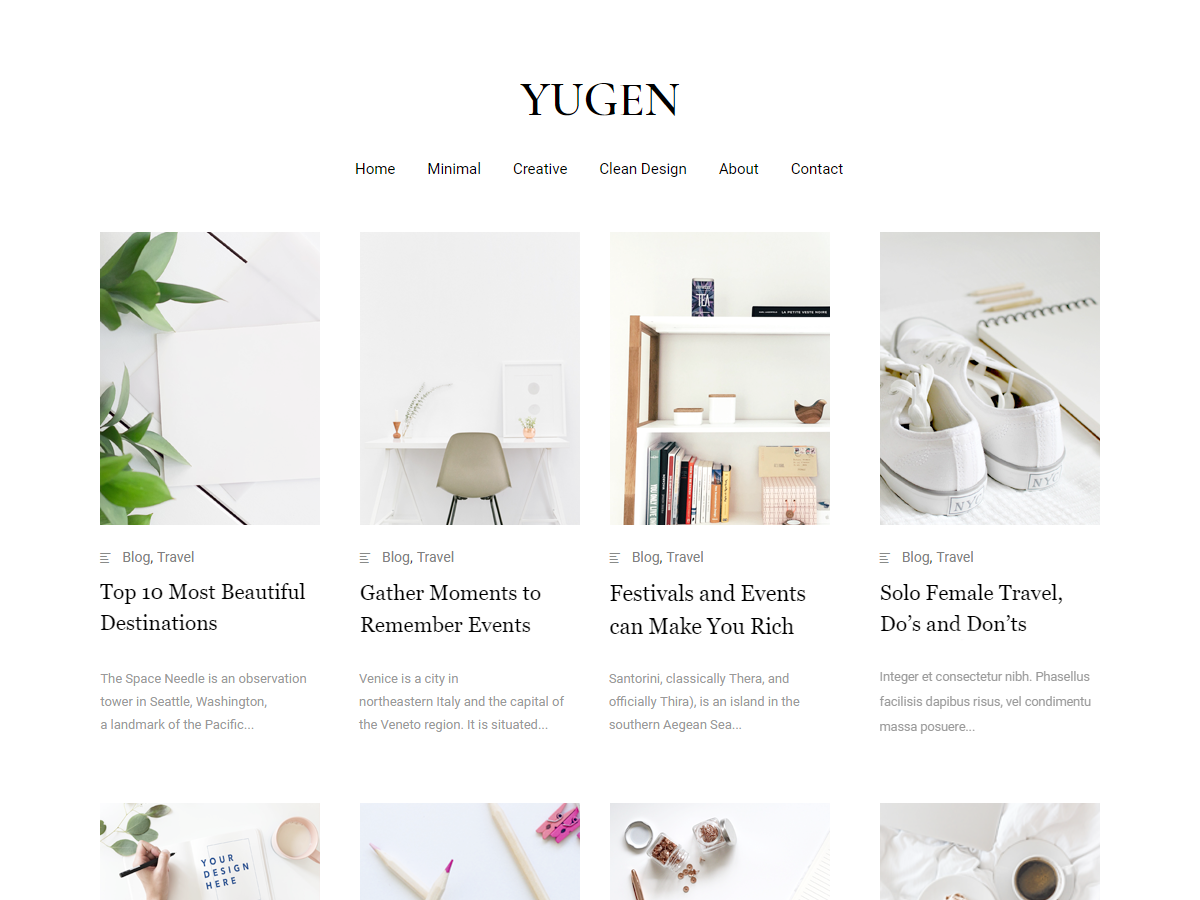 YUGEN
Home Minimal Creative Clean Design About Contact
TEA
LA PETITE VESTE NOIRE
NYC
Blog, Travel
Top 10 Most Beautiful
Destinations
The Space Needle is an observation
tower in Seattle, Washington,
a landmark of the Pacific...
Blog, Travel
Gather Moments to
Remember Events
Venice is a city in
northeastern Italy and the capital of
the Veneto region. It is situated...
Blog, Travel
Festivals and Events
can Make You Rich
Santorini, classically Thera, and
officially Thira), is an island in the
southern Aegean Sea...
Blog, Travel
Solo Female Travel,
Do’s and Don’ts
Integer et consectetur nibh. Phasellus
facilisis dapibus risus, vel condimentu
massa posuere...
YOUR
DESIGN
HERE